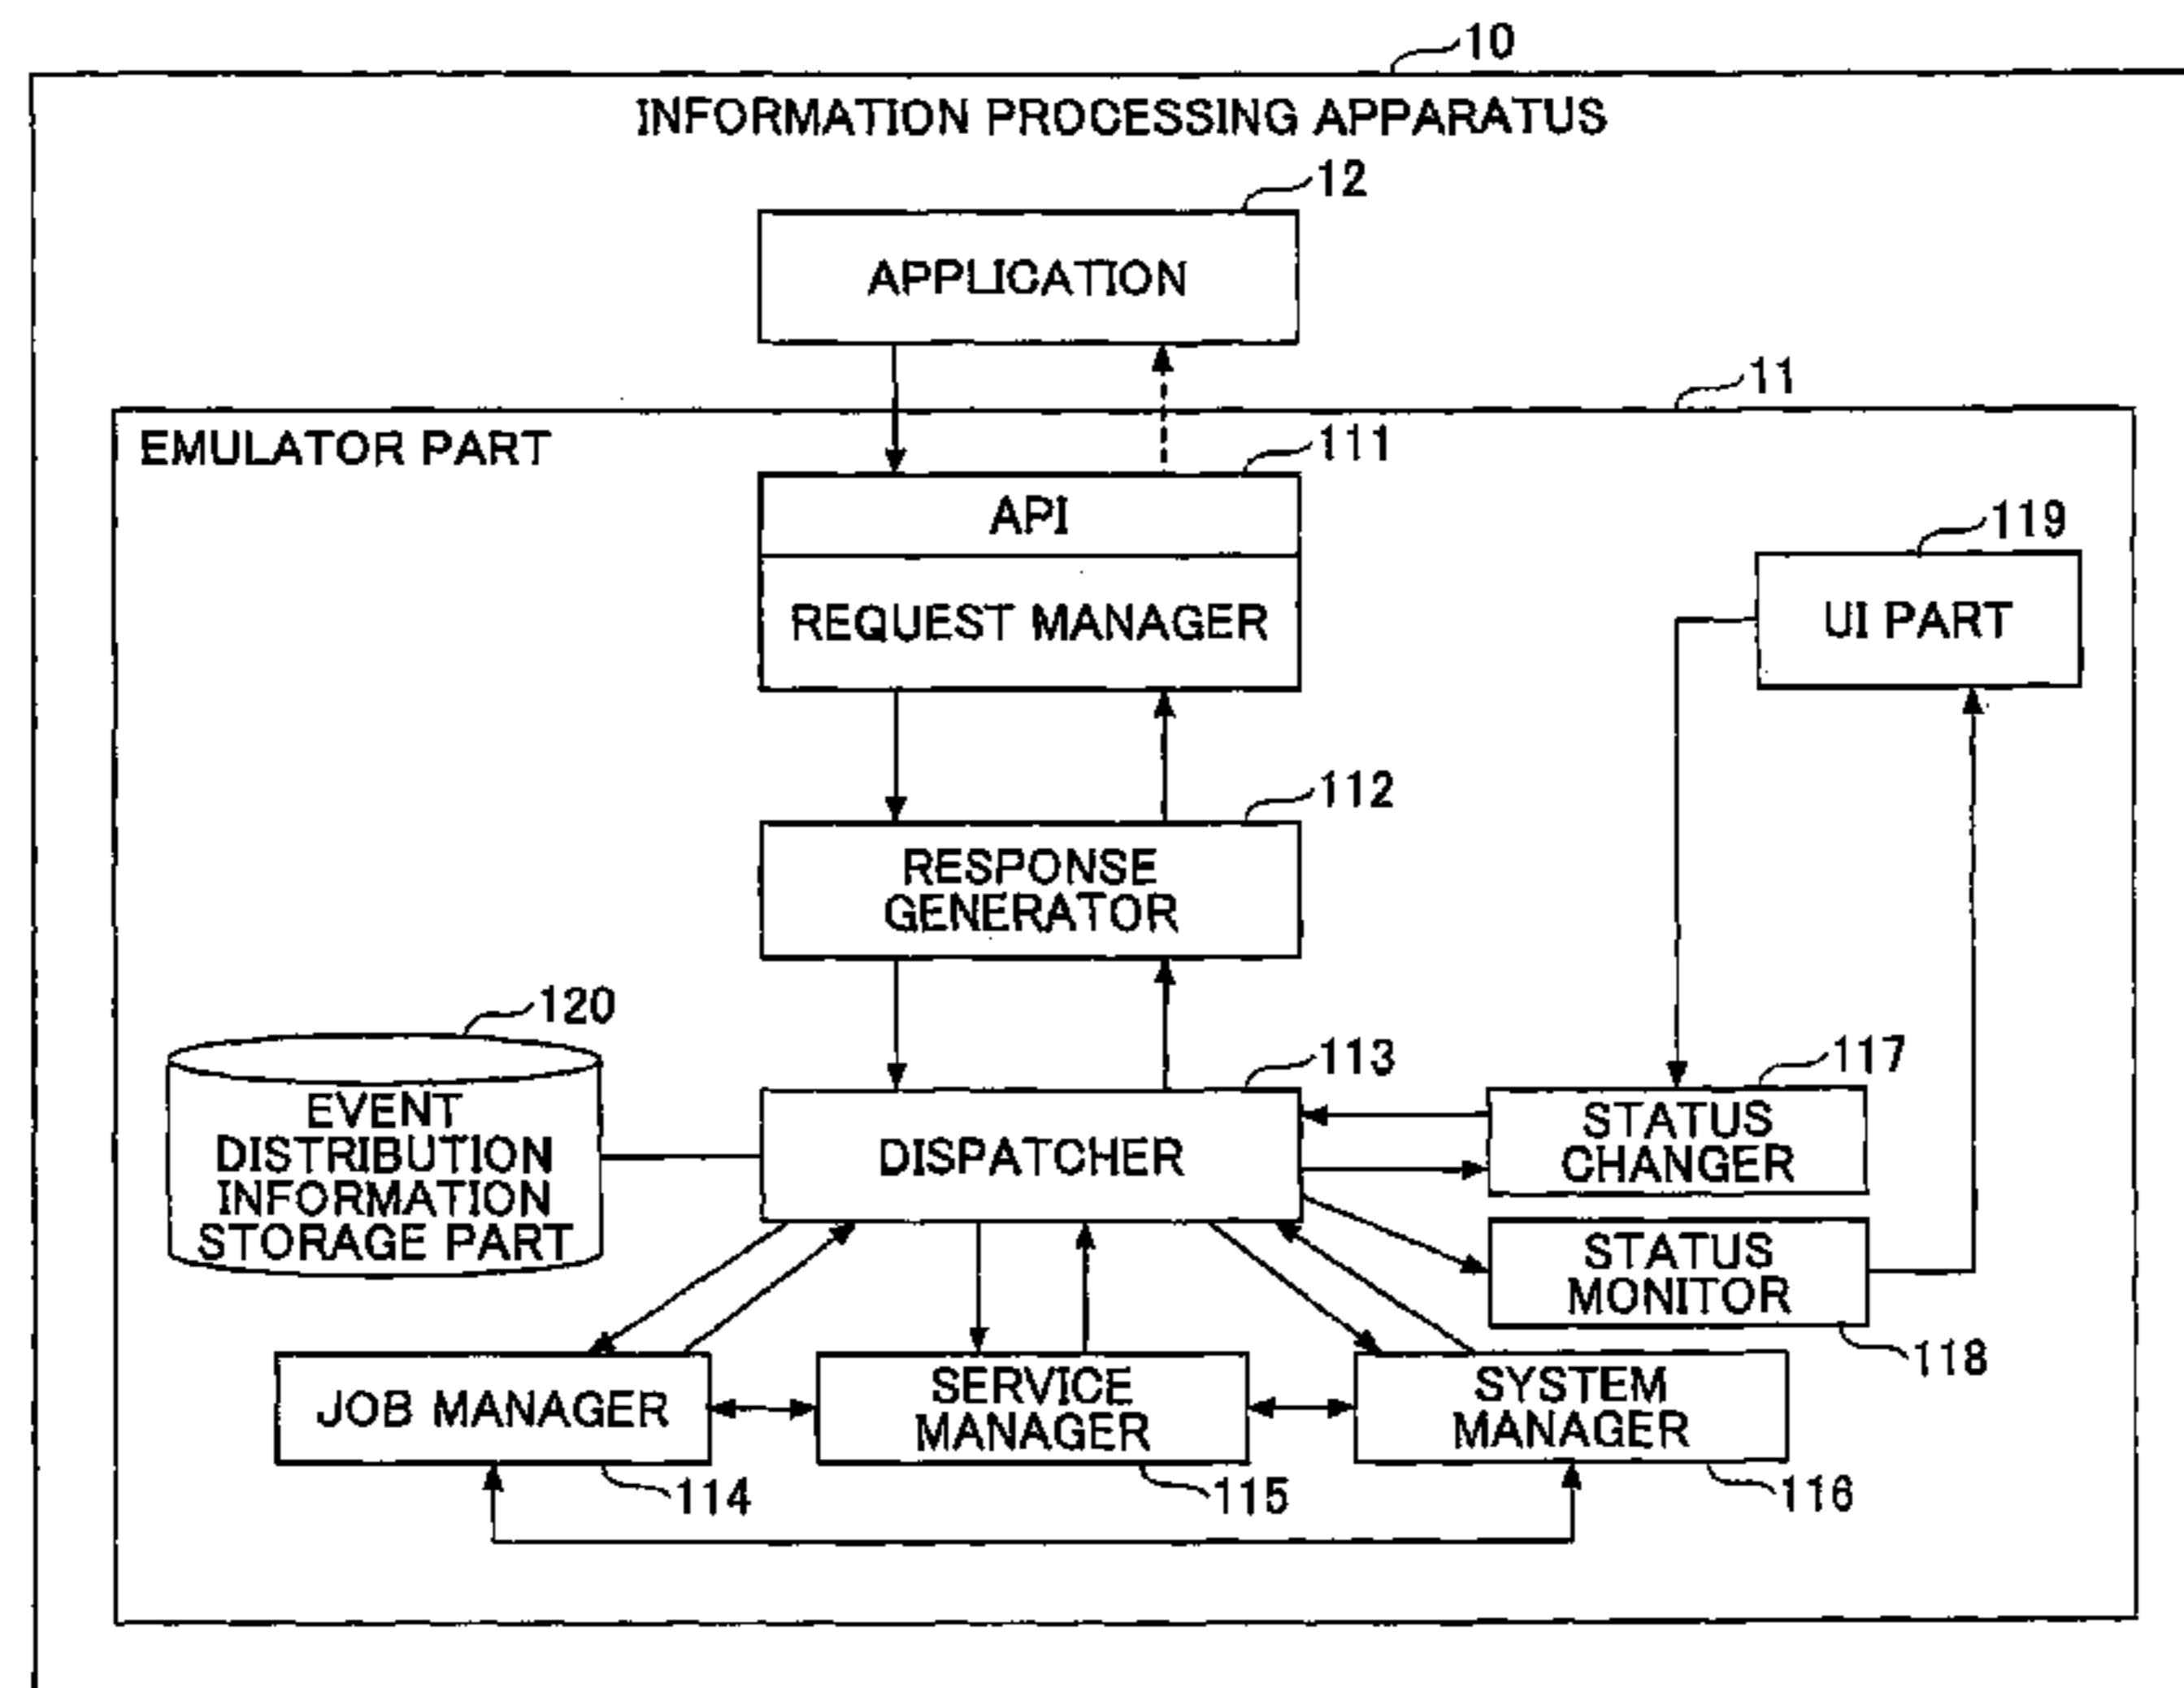 10
INFORMATION PROCESSING APPARATUS
12
APPLICATION
11
EMULATOR PART
111
API
REQUEST MANAGER
119
UI PART
112
RESPONSE
GENERATOR
120
EVENT
DISTRIBUTION
INFORMATION
STORAGE PART
113
DISPATCHER
117
STATUS
CHANGER
STATUS
MONITOR
118
JOB MANAGER
114
SERVICE
MANAGER
115
SYSTEM
MANAGER
116